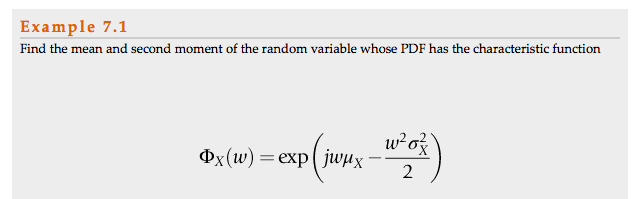 Example 7.1
Find the mean and second moment of the random variable whose PDF has the characteristic function
Φ_X(w) = exp(jwμ_X − w²σ_X²/2)